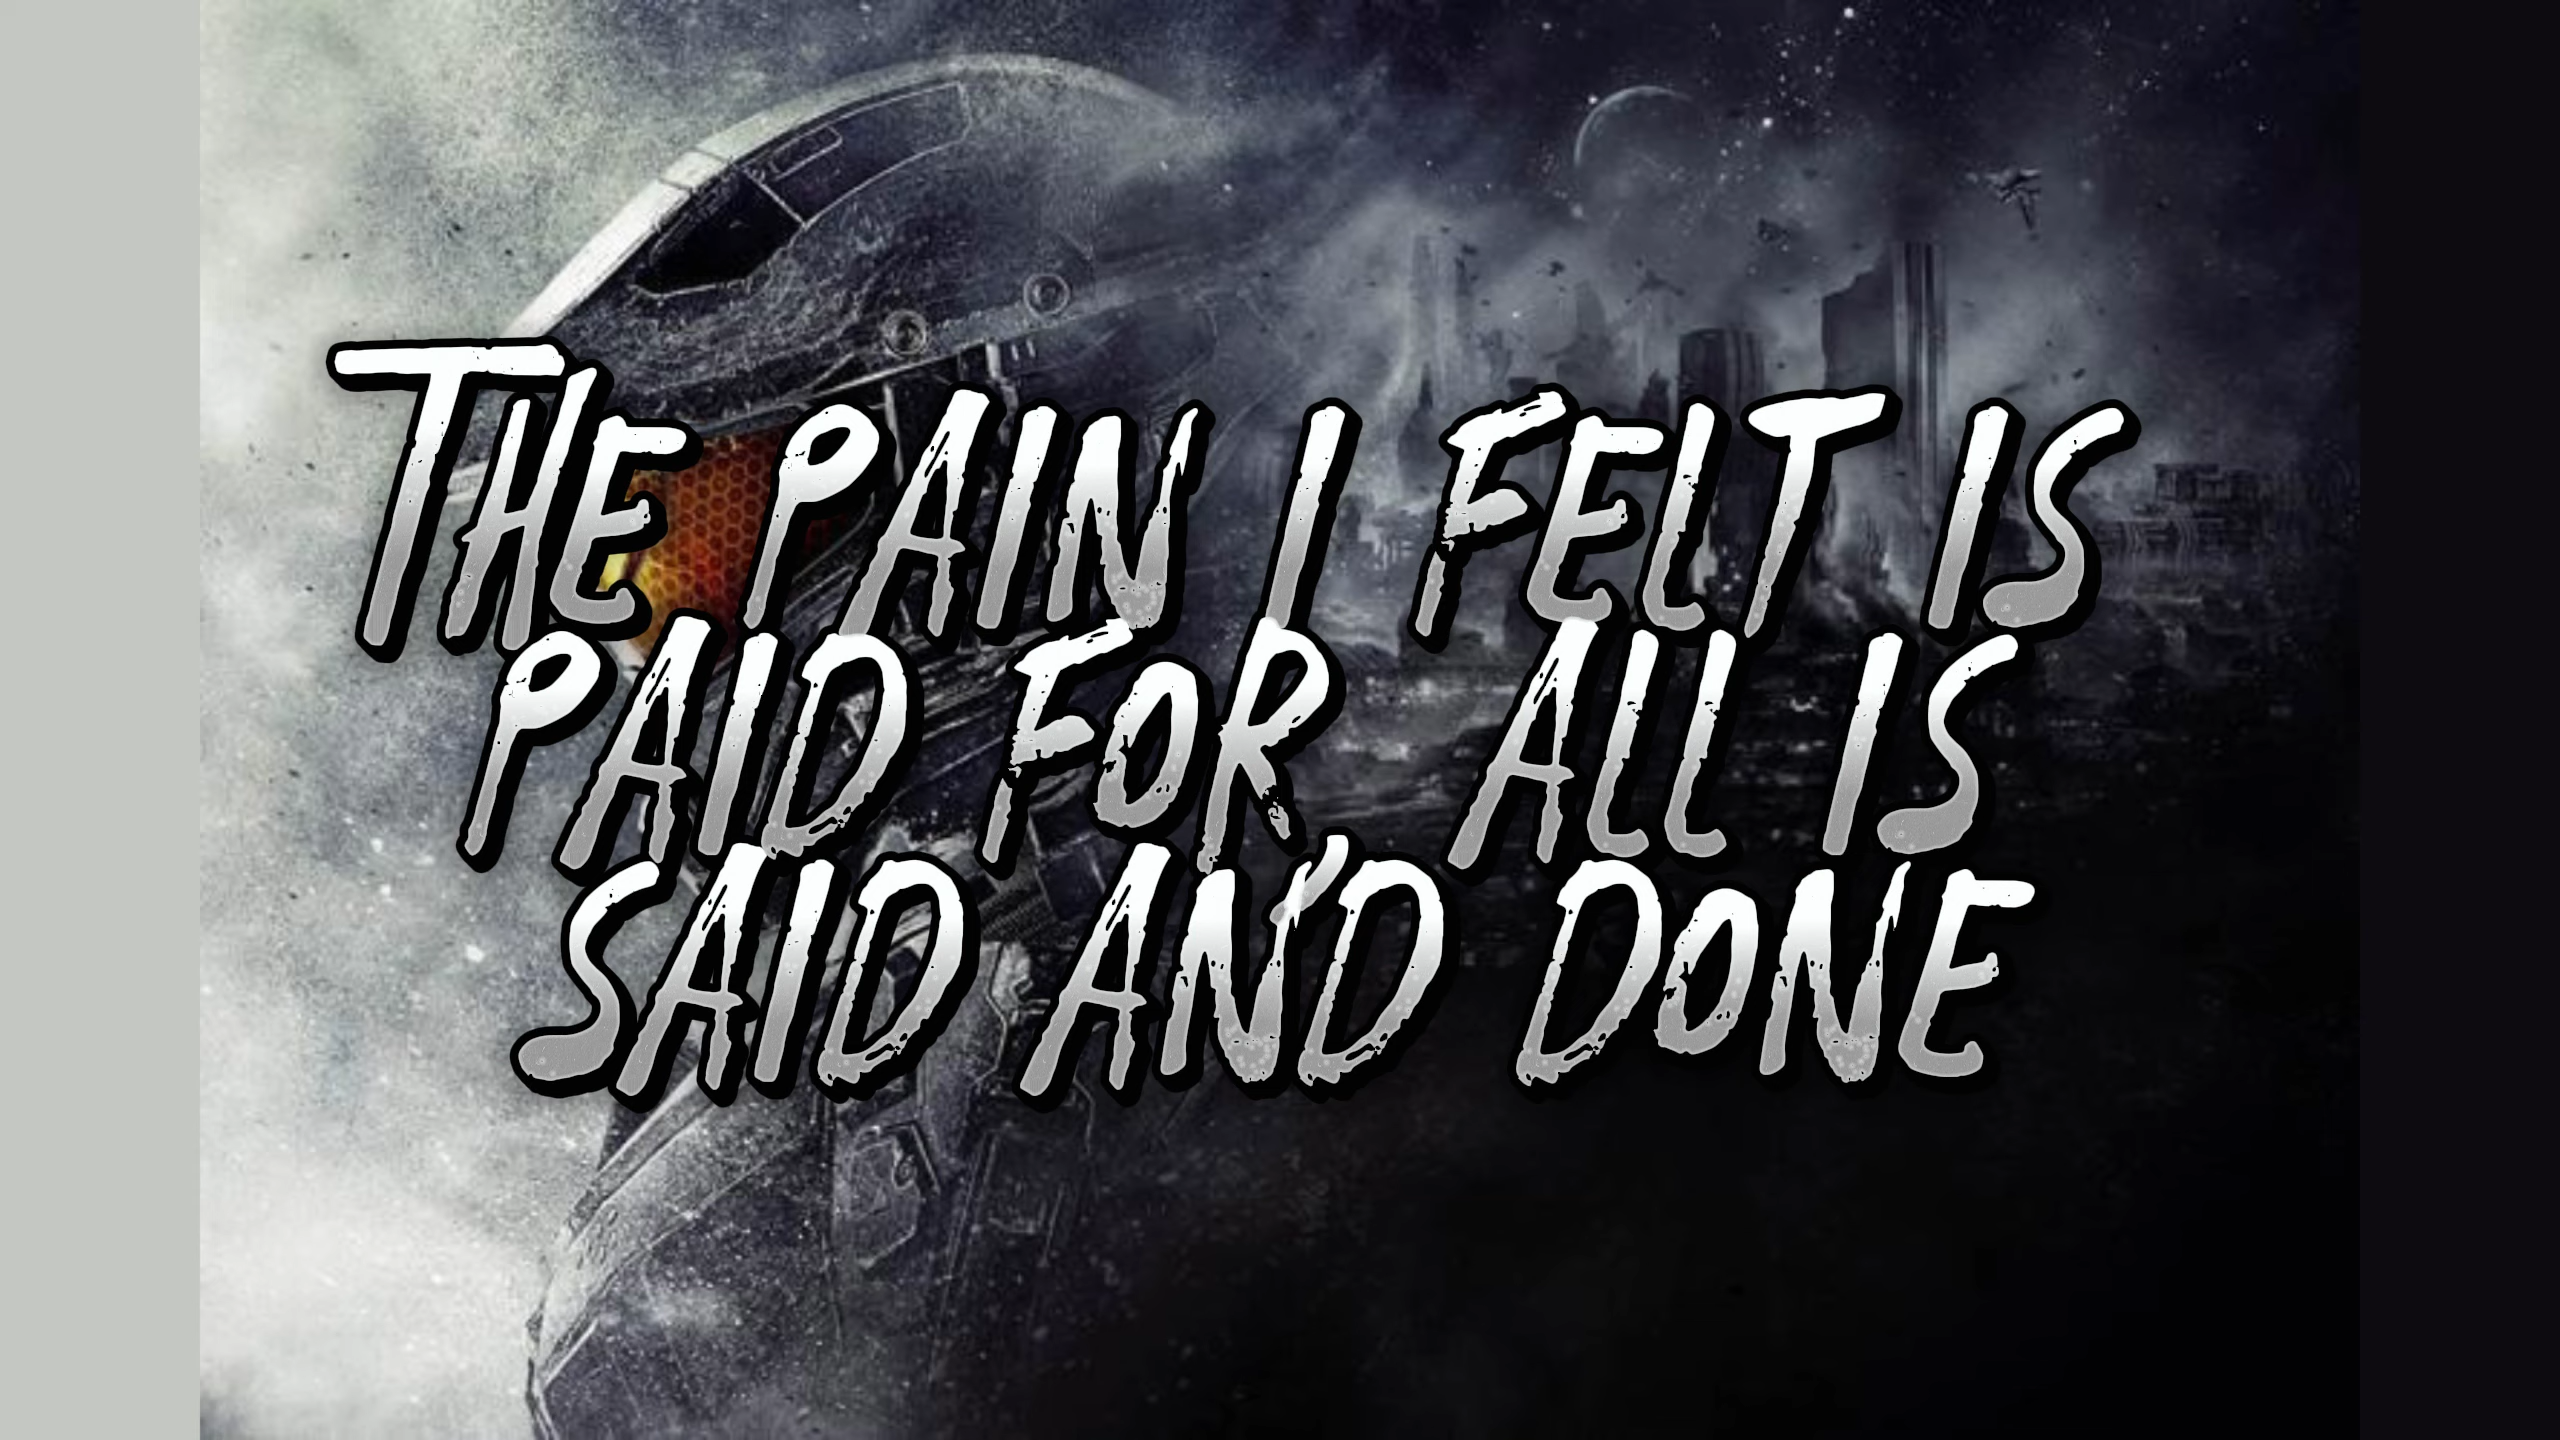 THE PAIN I FELT IS
PAID FOR, ALL IS
SAID AND DONE